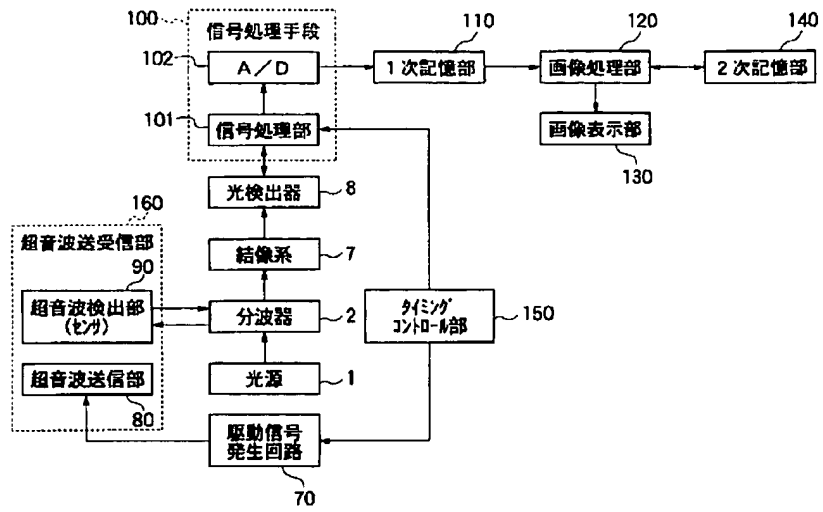 100
信号処理手段
102
A/D
101
信号処理部
110
1次記憶部
120
画像処理部
140
2次記憶部
画像表示部
130
光検出器
8
160
超音波送受信部
90
結像系
7
超音波検出部
(センサ)
分波器
2
タイミング
コントロール部
150
超音波送信部
80
光源
1
駆動信号
発生回路
70